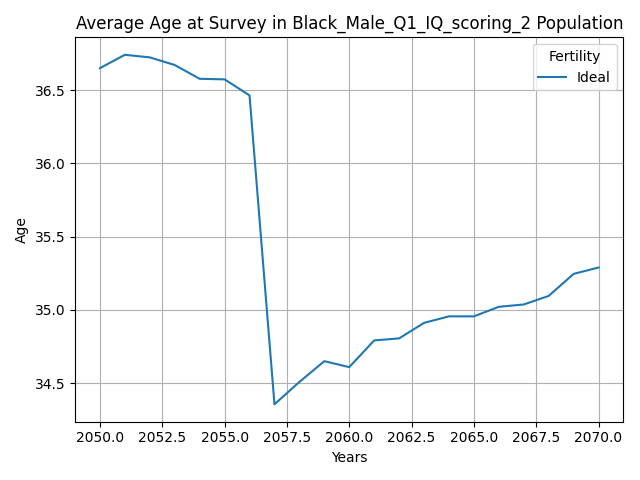 Average Age at Survey in Black_Male_Q1_IQ_scoring_2 Population
Fertility
Ideal
36.5
36.0
35.5
35.0
34.5
Age
2050.0 2052.5 2055.0 2057.5 2060.0 2062.5 2065.0 2067.5 2070.0
Years